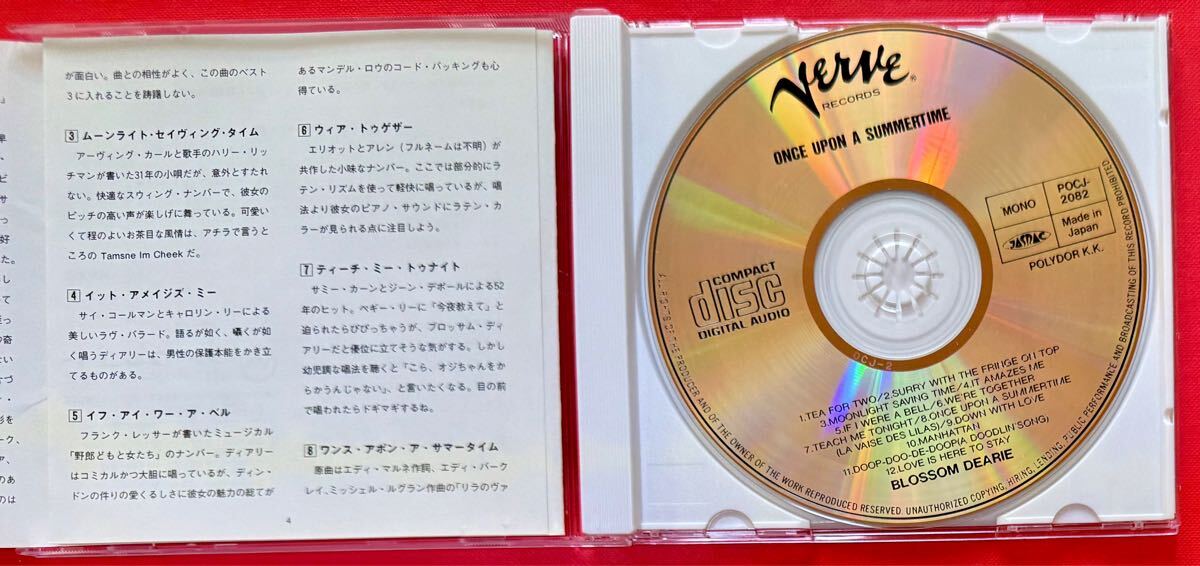 が面白い。曲との相性がよく、この曲のベスト
3に入れることを躊躇しない。
3 ムーンライト・セイヴィング・タイム
アーヴィング・カールと歌手のハリー・リッ
チマンが書いた31年の小唄だが、意外とすたれ
ない。快適なスウィング・ナンバーで、彼女の
ピッチの高い声が楽しげに舞っている。可愛い
くて程のよいお茶目な風情は、アチラで言うと
ころの Tamsne Im Cheek だ。
4 イット・アメイジズ・ミー
サイ・コールマンとキャロリン・リーによる
美しいラヴ・バラード。語るが如く、囁くが如
く唱うディアリーは、男性の保護本能をかき立
てるものがある。
5 イフ・アイ・ワー・ア・ベル
フランク・レッサーが書いたミュージカル
「野郎どもと女たち」のナンバー。ディアリー
はコミカルかつ大胆に唱っているが、ディン・
ドンの件りの愛くるしさに彼女の魅力の総てが
あるマンデル・ロウのコード・バッキングも心
得ている。
6 ウィア・トゥゲザー
エリオットとアレン（フルネームは不明）が
共作した小味なナンバー。ここでは部分的にラ
テン・リズムを使って軽快に唱っているが、唱
法より彼女のピアノ・サウンドにラテン・カ
ラーが見られる点に注目しよう。
7 ティーチ・ミー・トゥナイト
サミー・カーンとジーン・デポールによる52
年のヒット。ペギー・リーに「今夜教えて」と
迫られたらびびっちゃうが、ブロッサム・ディ
アリーだと優位に立てそうな気がする。しかし
幼児調な唱法を聴くと「こら、オジちゃんをか
らかうんじゃない」、と言いたくなる。目の前
で唱われたらドギマギするね。
8 ワンス・アポン・ア・サマータイム
原曲はエディ・マルネ作詞、エディ・バーク
レイ、ミッシェル・ルグラン作曲の「リラのヴァ
4
VERVE®
RECORDS
ONCE UPON A SUMMERTIME
MONO
POCJ-
2082
JASRAC
Made in
Japan
POLYDOR K.K.
COMPACT
disc
DIGITAL AUDIO
1.TEA FOR TWO/2.SURRY WITH THE FRINGE ON TOP
3.MOONLIGHT SAVING TIME/4.IT AMAZES ME
5.IF I WERE A BELL/6.WE'RE TOGETHER
7.TEACH ME TONIGHT/8.ONCE UPON A SUMMERTIME
(LA VAISE DES LILAS)/9.DOWN WITH LOVE
10.MANHATTAN
11.DOOP-DOO-DE-DOOP(A DOODLIN'SONG)
12.LOVE IS HERE TO STAY
BLOSSOM DEARIE
PRODUCER AND OF THE OWNER OF THE WORK REPRODUCED RESERVED. UNAUTHORIZED COPYING, HIRING, LENDING, PUBLIC PERFORMANCE AND BROADCASTING OF THIS RECORD PROHIBITED